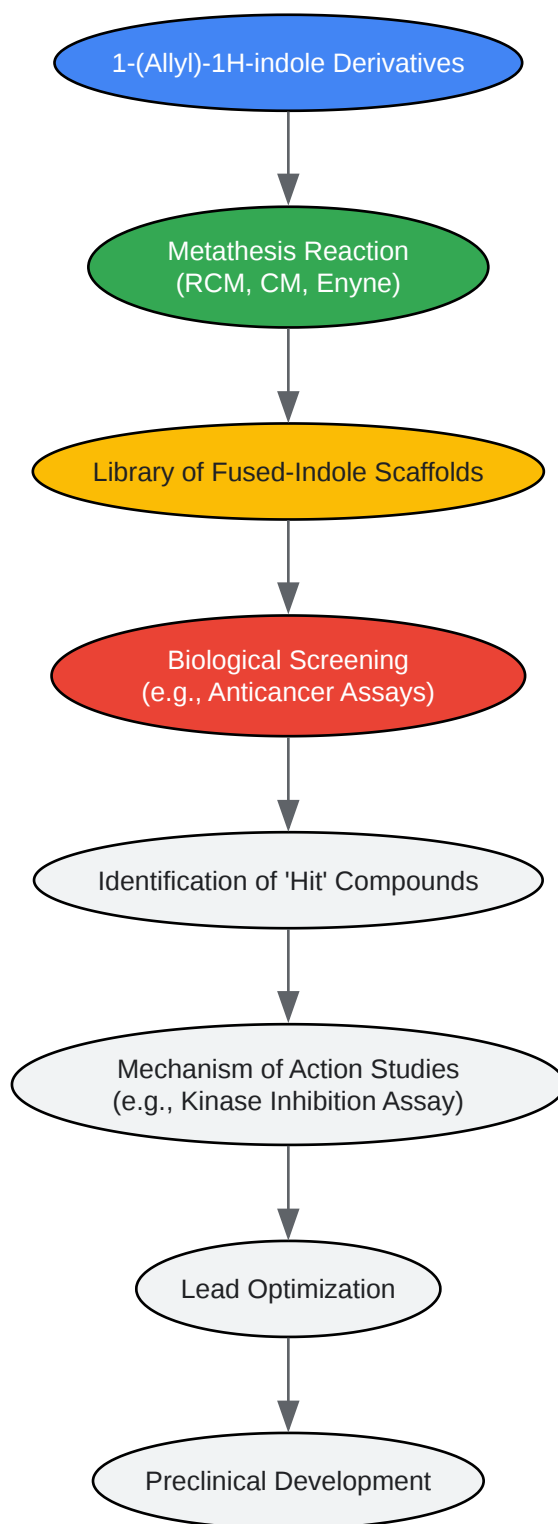 1-(Allyl)-1H-indole Derivatives
Metathesis Reaction
(RCM, CM, Enyne)
Library of Fused-Indole Scaffolds
Biological Screening
(e.g., Anticancer Assays)
Identification of 'Hit' Compounds
Mechanism of Action Studies
(e.g., Kinase Inhibition Assay)
Lead Optimization
Preclinical Development